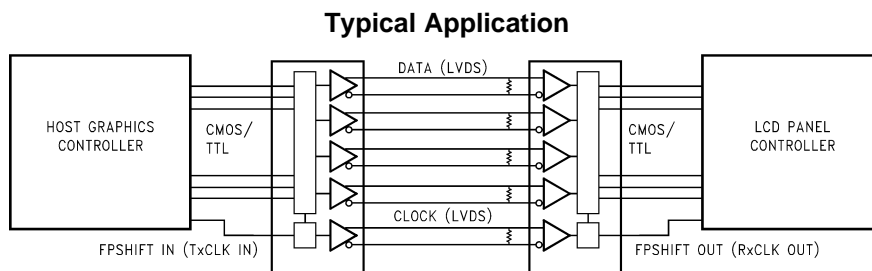 Typical Application
DATA (LVDS)
HOST GRAPHICS
CONTROLLER
CMOS/
TTL
CMOS/
TTL
LCD PANEL
CONTROLLER
CLOCK (LVDS)
FPSHIFT IN (TxCLK IN)
FPSHIFT OUT (RxCLK OUT)